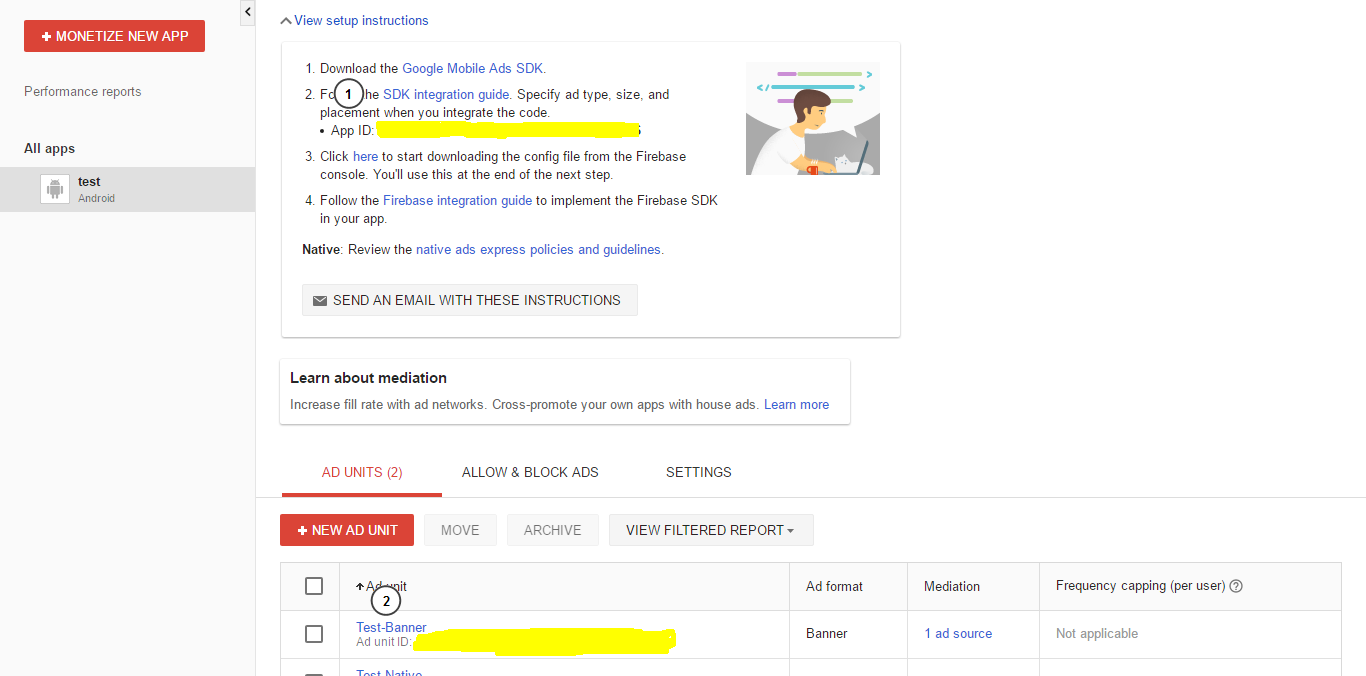 + MONETIZE NEW APP
Performance reports
All apps
test
Android
View setup instructions
1. Download the Google Mobile Ads SDK.
2. the SDK integration guide. Specify ad type, size, and
placement when you integrate the code.
• App ID:
1
3. Click here to start downloading the config file from the Firebase
console. You'll use this at the end of the next step.
4. Follow the Firebase integration guide to implement the Firebase SDK
in your app.
Native: Review the native ads express policies and guidelines.
SEND AN EMAIL WITH THESE INSTRUCTIONS
Learn about mediation
Increase fill rate with ad networks. Cross-promote your own apps with house ads. Learn more
AD UNITS (2) ALLOW & BLOCK ADS SETTINGS
+ NEW AD UNIT MOVE ARCHIVE VIEW FILTERED REPORT
Ad unit Ad format Mediation Frequency capping (per user) ?
2
Test-Banner
Ad unit ID:
Banner 1 ad source Not applicable
Test-Native